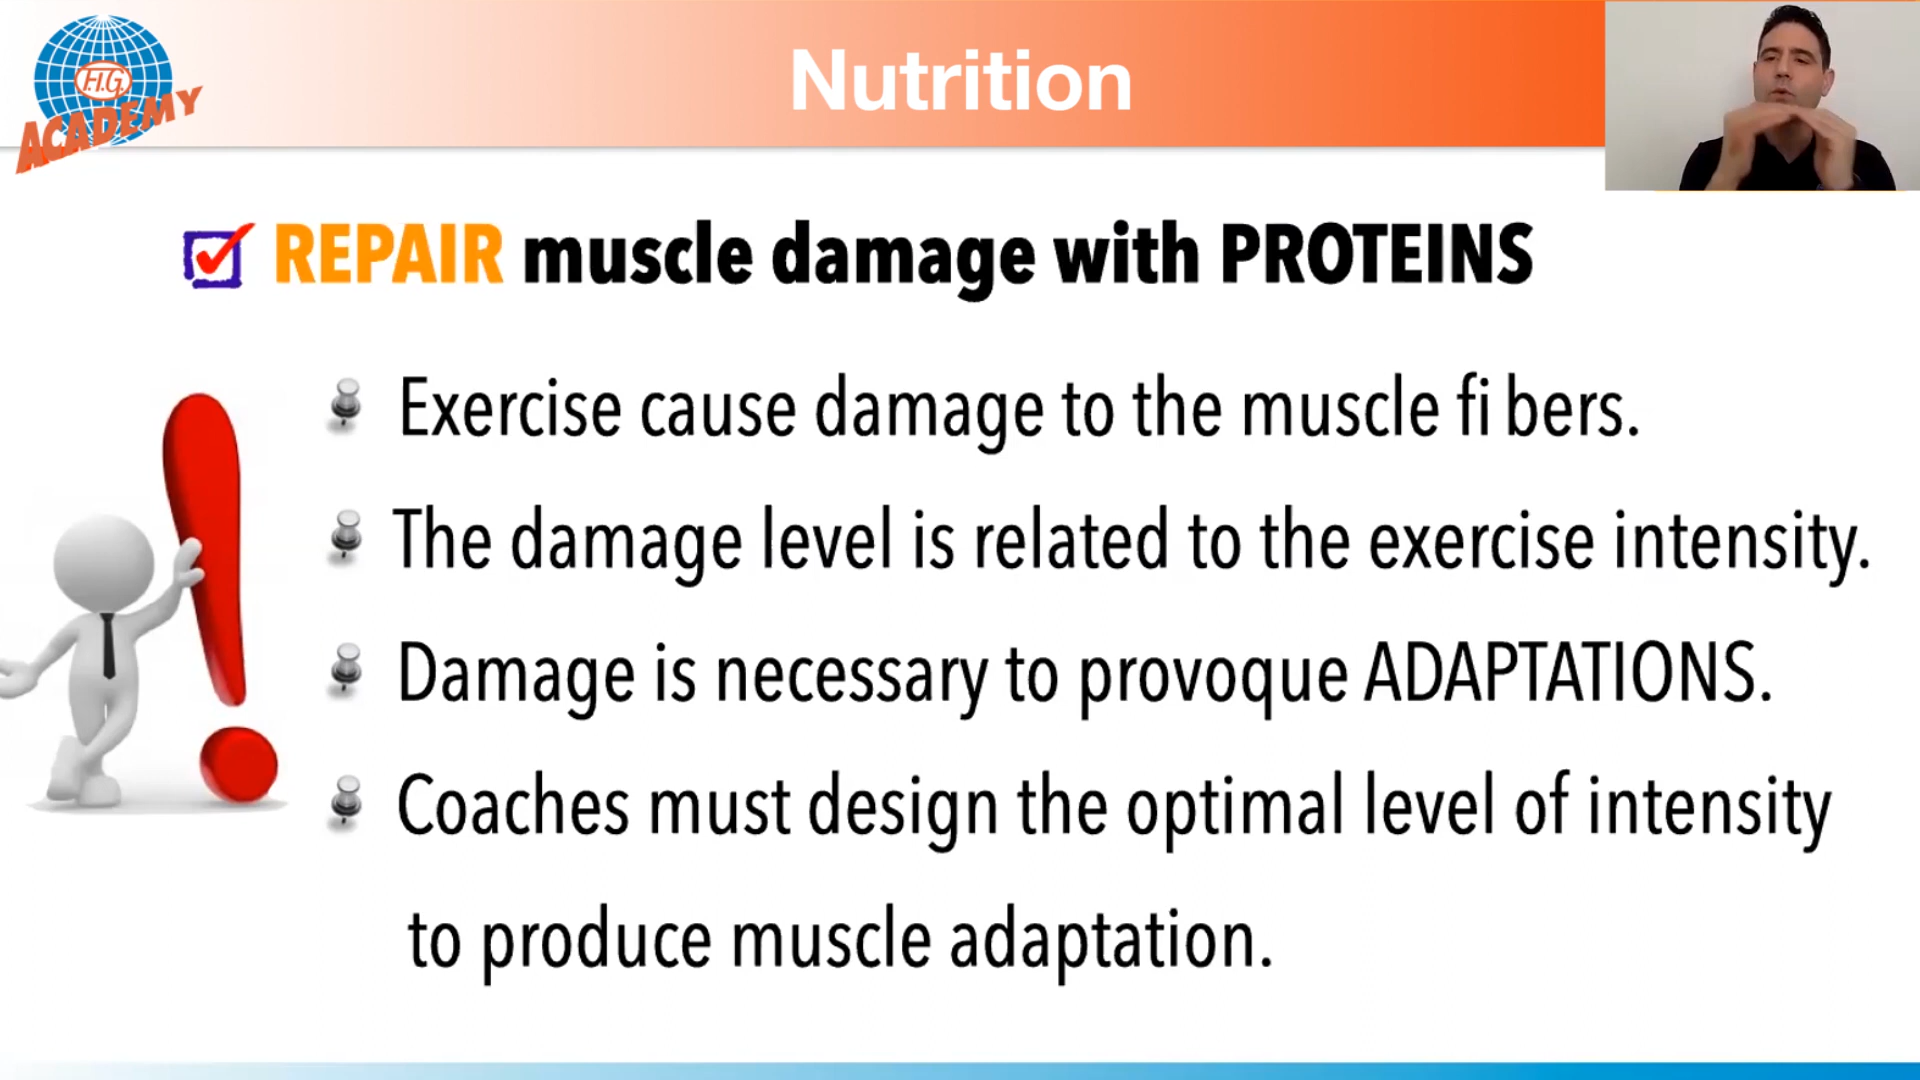 F.I.G.
ACADEMY
Nutrition
REPAIR muscle damage with PROTEINS
Exercise cause damage to the muscle fi bers.
The damage level is related to the exercise intensity.
Damage is necessary to provoque ADAPTATIONS.
Coaches must design the optimal level of intensity
to produce muscle adaptation.